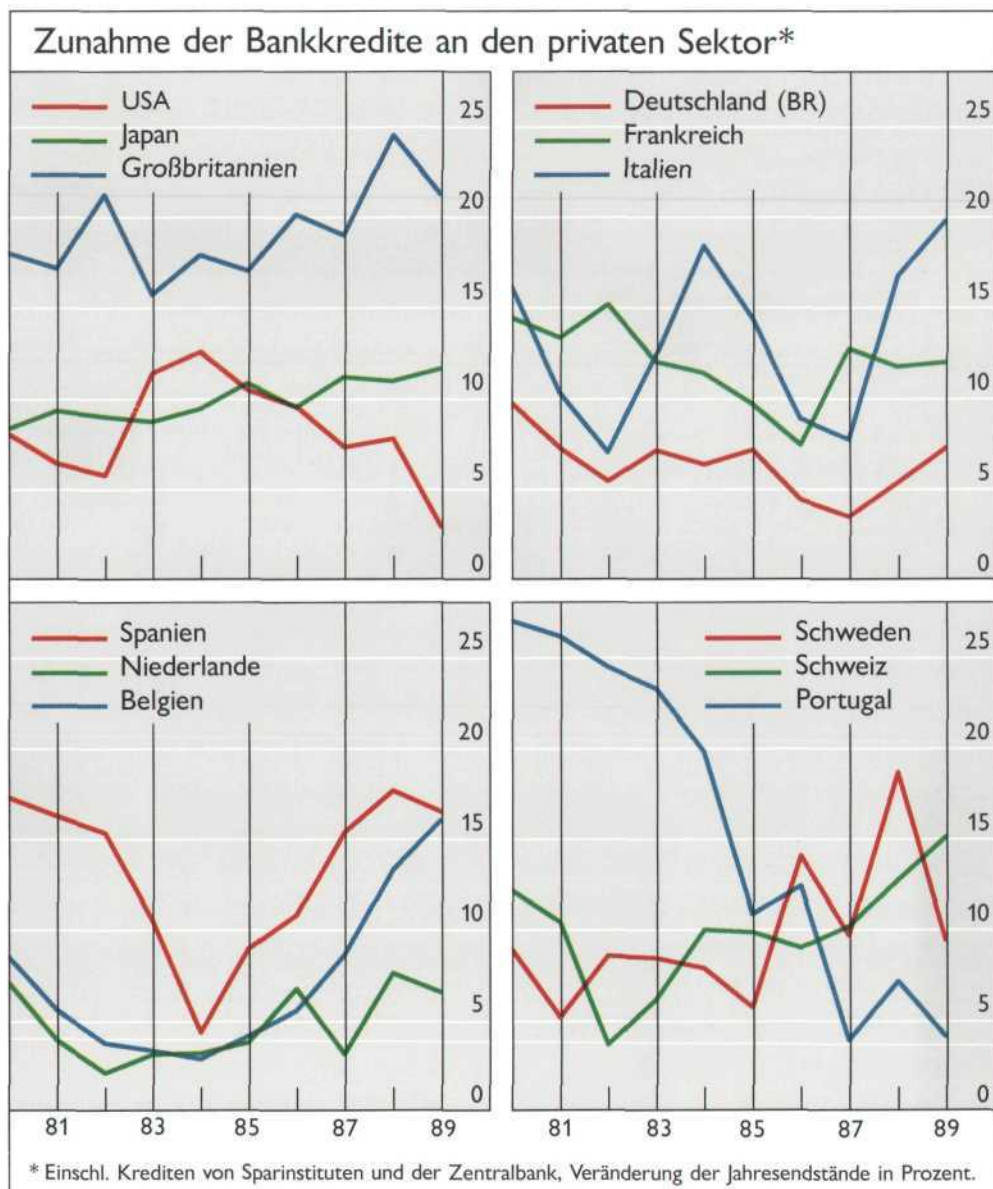 Zunahme der Bankkredite an den privaten Sektor*
USA
Japan
Großbritannien
25
20
15
10
5
0
Deutschland (BR)
Frankreich
Italien
25
20
15
10
5
0
Spanien
Niederlande
Belgien
25
20
15
10
5
0
81 83 85 87 89
Schweden
Schweiz
Portugal
25
20
15
10
5
0
81 83 85 87 89
* Einschl. Krediten von Sparinstituten und der Zentralbank, Veränderung der Jahresendstände in Prozent.